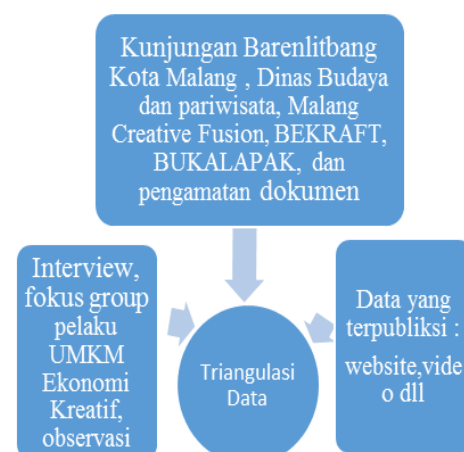 Kunjungan Barenlitbang
Kota Malang , Dinas Budaya
dan pariwisata, Malang
Creative Fusion, BEKRAFT,
BUKALAPAK, dan
pengamatan dokumen
Interview,
fokus group
pelaku
UMKM
Ekonomi
Kreatif,
observasi
Triangulasi
Data
Data yang
terpubliksi :
website,vide
o dll